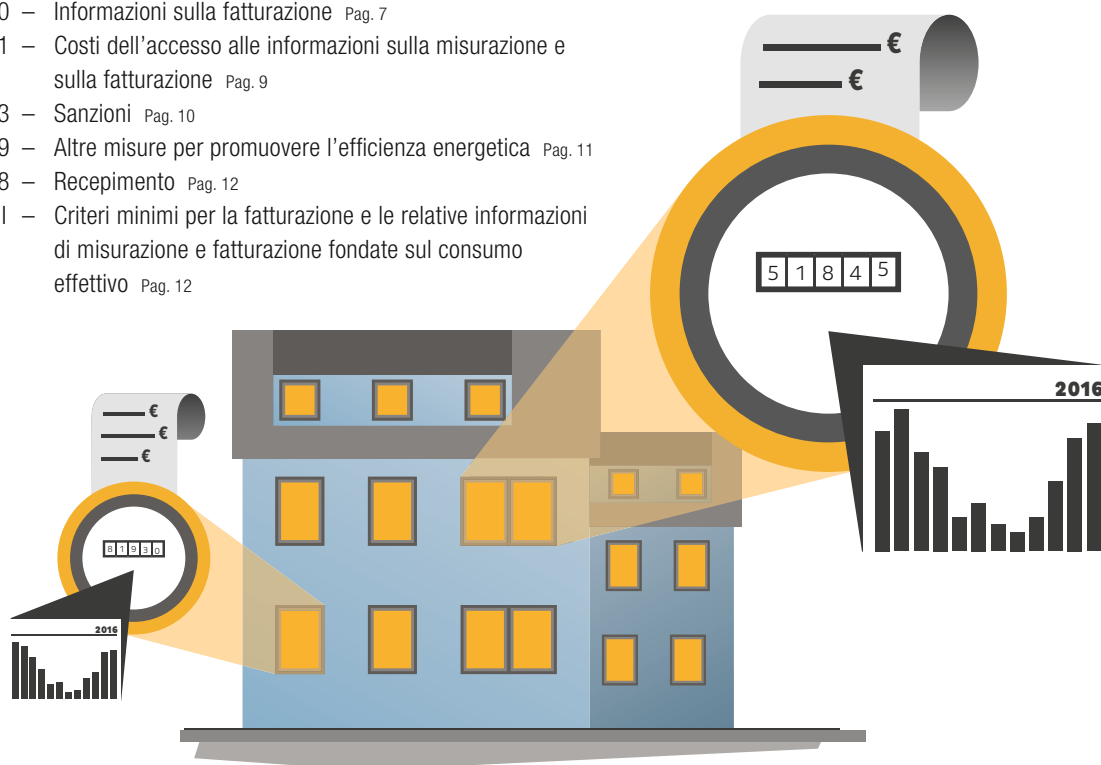 0 – Informazioni sulla fatturazione Pag. 7
1 – Costi dell'accesso alle informazioni sulla misurazione e
sulla fatturazione Pag. 9
3 – Sanzioni Pag. 10
9 – Altre misure per promuovere l'efficienza energetica Pag. 11
8 – Recepimento Pag. 12
I – Criteri minimi per la fatturazione e le relative informazioni
di misurazione e fatturazione fondate sul consumo
effettivo Pag. 12
€
€
51845
2016
€
€
€
81930
2016